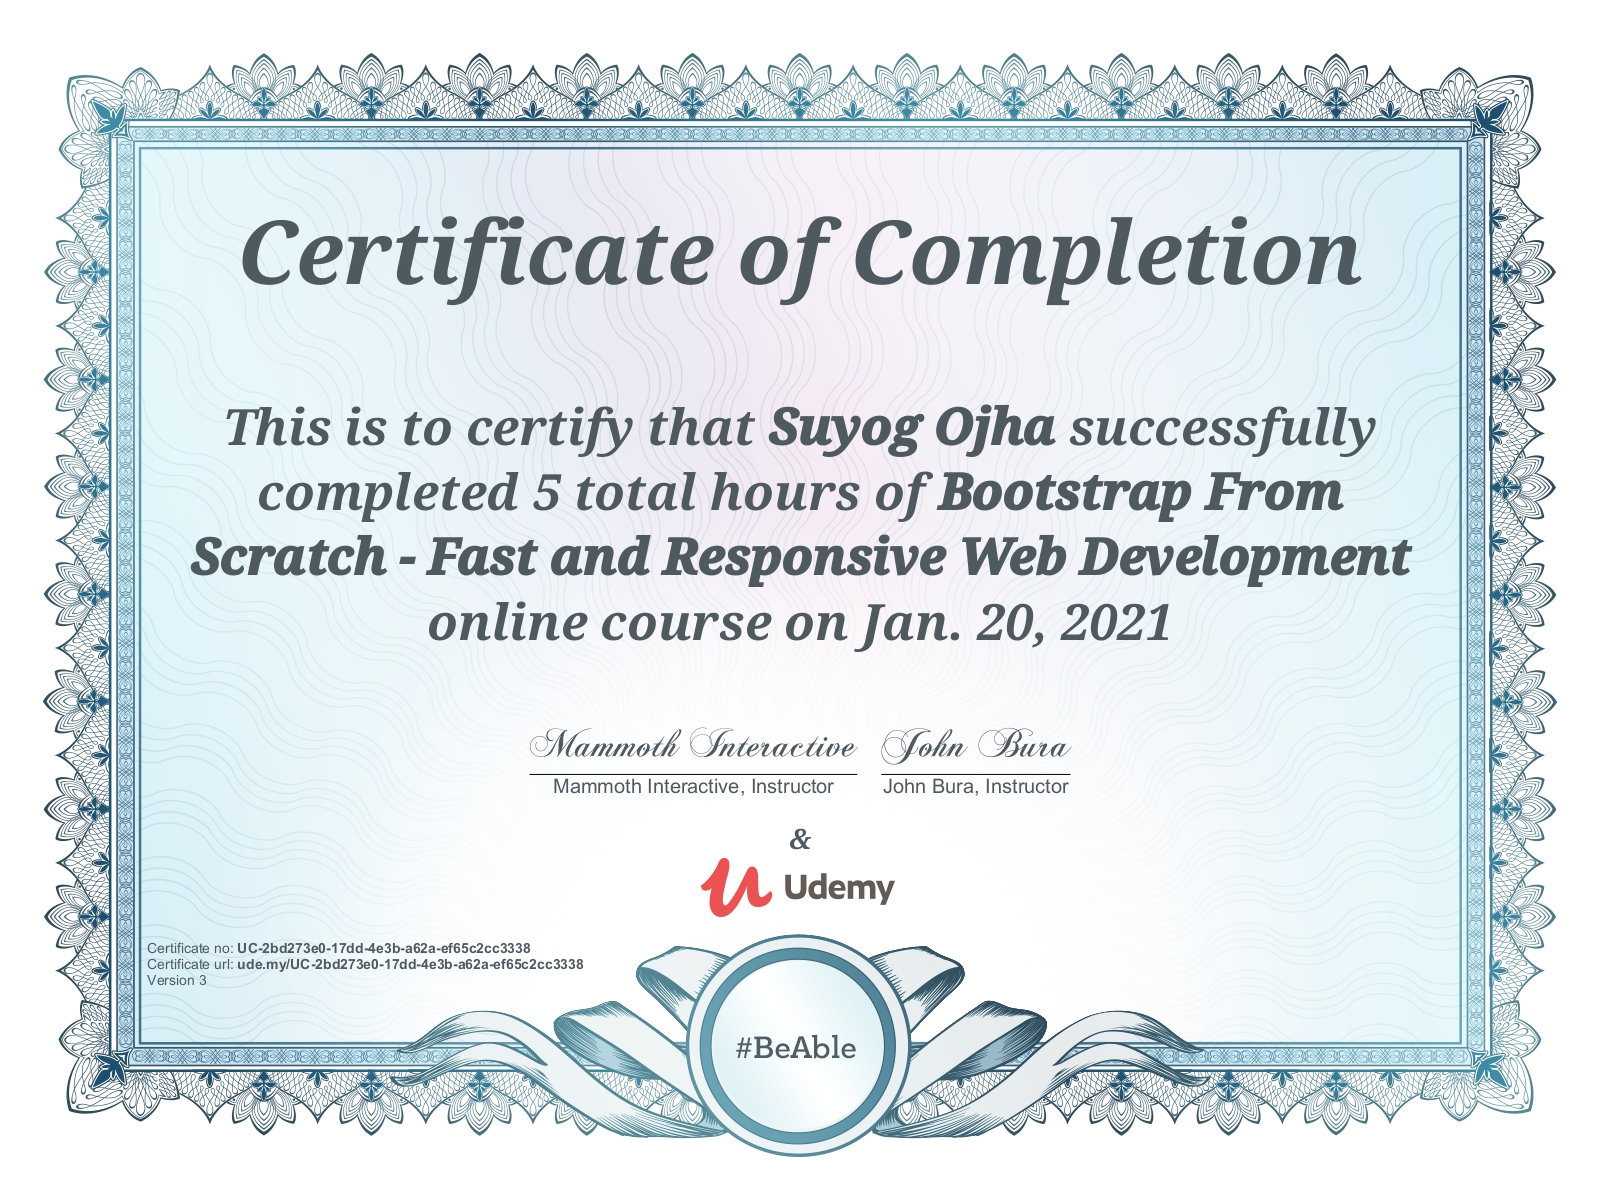 Certificate of Completion
This is to certify that Suyog Ojha successfully
completed 5 total hours of Bootstrap From
Scratch - Fast and Responsive Web Development
online course on Jan. 20, 2021
Mammoth Interactive John Bura
Mammoth Interactive, Instructor John Bura, Instructor
&
Udemy
Certificate no: UC-2bd273e0-17dd-4e3b-a62a-ef65c2cc3338
Certificate url: ude.my/UC-2bd273e0-17dd-4e3b-a62a-ef65c2cc3338
Version 3
#BeAble